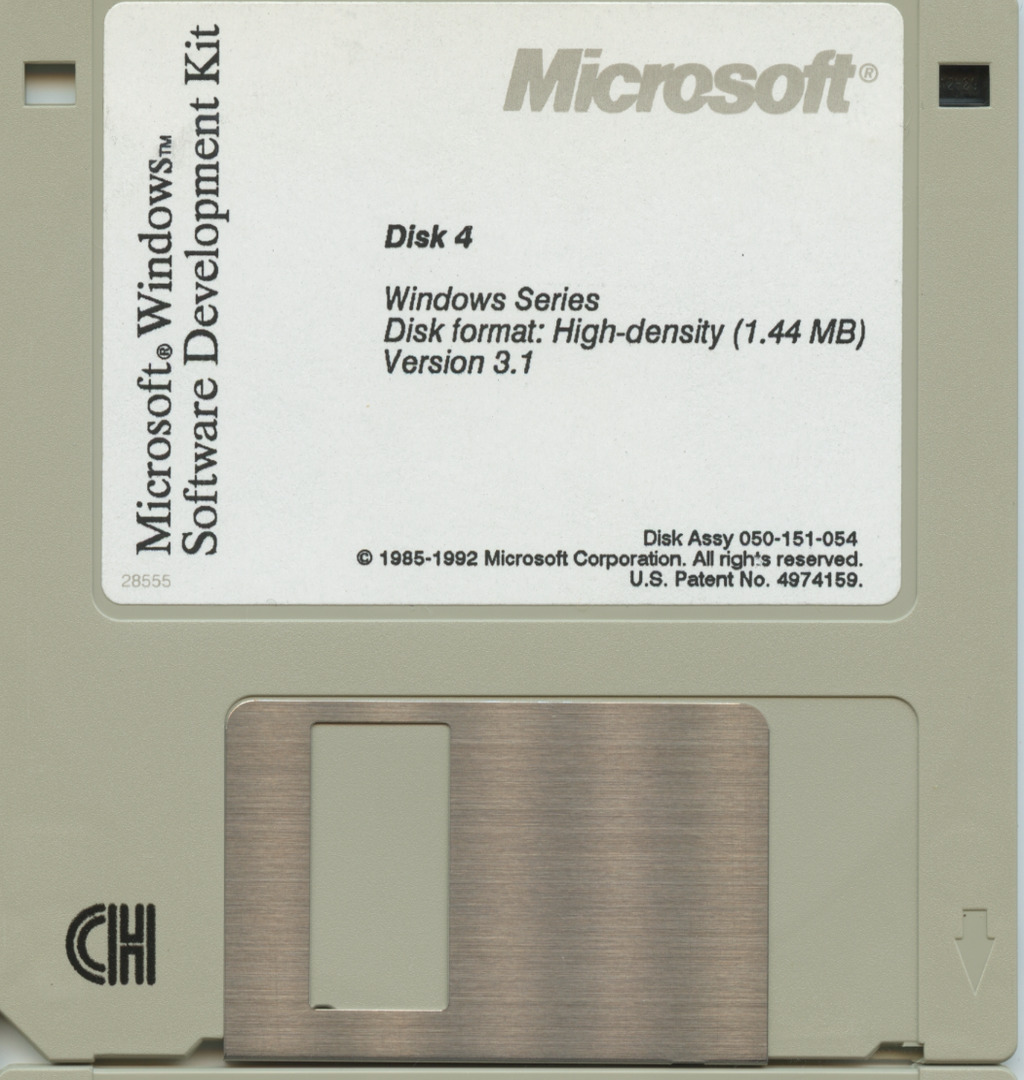 Microsoft® Windows™
Software Development Kit
Microsoft®
Disk 4
Windows Series
Disk format: High-density (1.44 MB)
Version 3.1
Disk Assy 050-151-054
© 1985-1992 Microsoft Corporation. All rights reserved.
U.S. Patent No. 4974159.
28555
CH